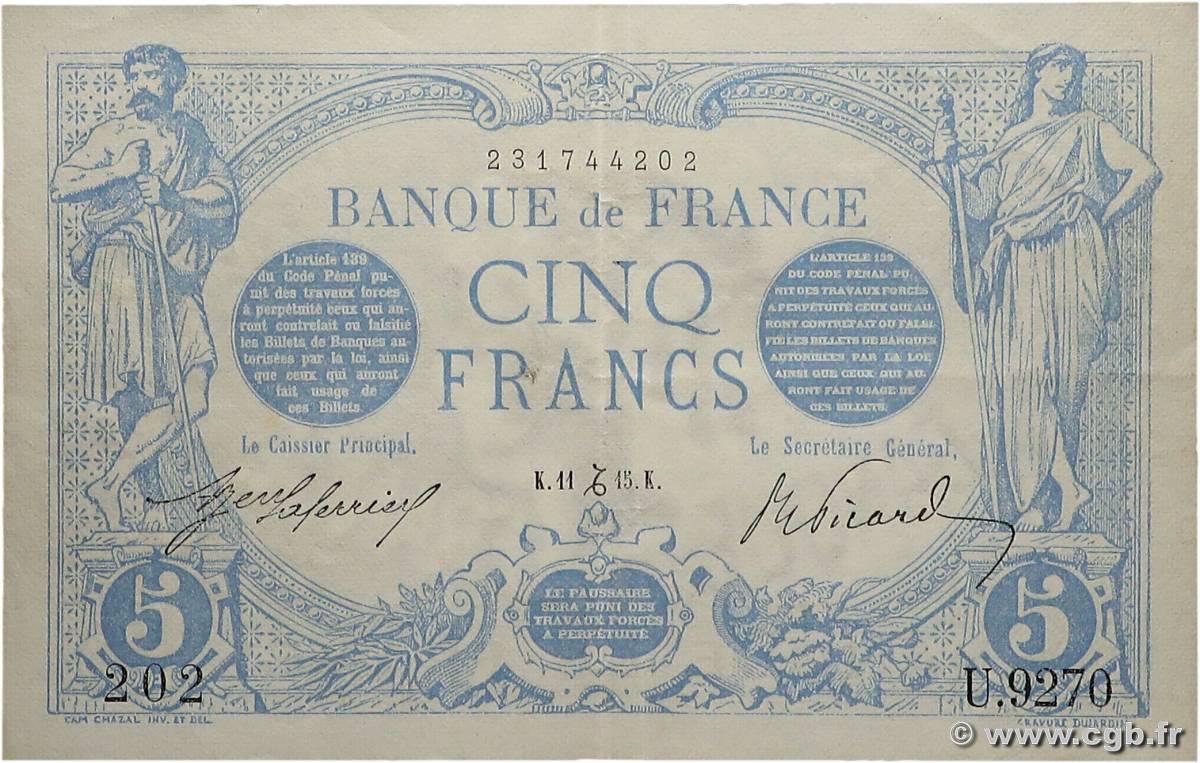 231744202
BANQUE de FRANCE
CINQ
FRANCS
L'article 139
du Code Pénal pu-
nit des travaux forcés
à perpétuité ceux qui au-
ront contrefait ou falsifié
les Billets de Banques au-
torisées par la loi, ainsi
que ceux qui auront
fait usage de
ces Billets.
L'ARTICLE 139
DU CODE PÉNAL PU-
NIT DES TRAVAUX FORCÉS
A PERPÉTUITÉ CEUX QUI AU-
RONT CONTREFAIT OU FALSI-
FIÉ LES BILLETS DE BANQUES
AUTORISÉES PAR LA LOI,
AINSI QUE CEUX QUI AU-
RONT FAIT USAGE DE
CES BILLETS.
Le Caissier Principal,
Le Secrétaire Général,
K.11 15.K.
Picard
LE FAUSSAIRE
SERA PUNI DES
TRAVAUX FORCÉS
A PERPÉTUITÉ
5
5
202
U.9270
CAM CHAZAL INV. ET DEL.
GRAVURE DUJARDIN
© www.cgb.fr